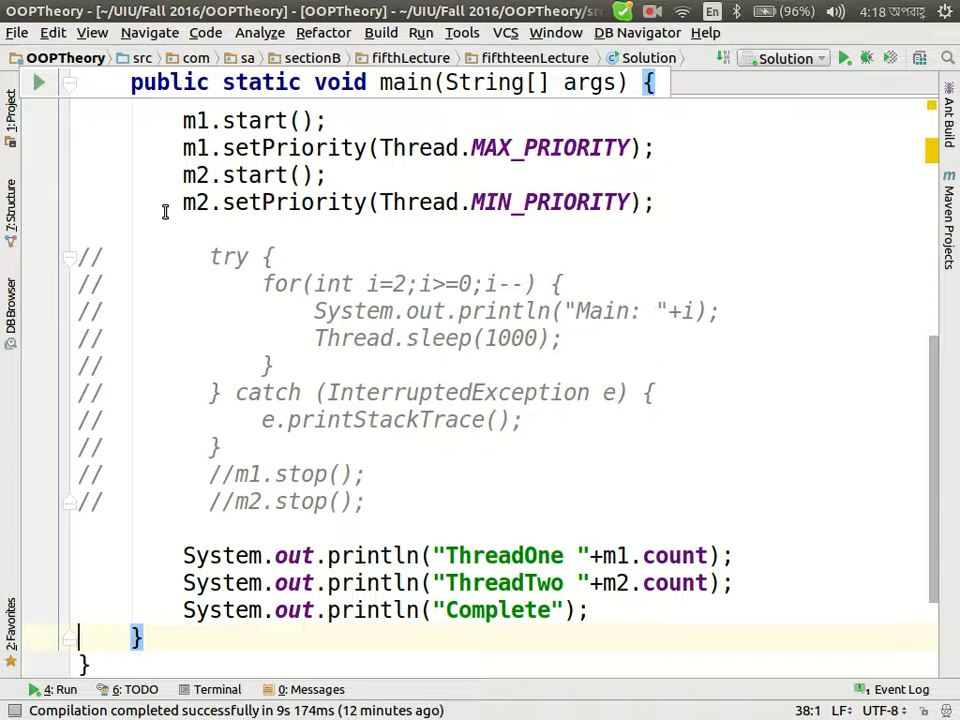 OOPTheory - [~/UIU/Fall 2016/OOPTheory] - [OOPTheory] - ~/UIU/Fall 2016/OOPTheory/sr
En (96%) 4:18 অপরাহ্ণ
File Edit View Navigate Code Analyze Refactor Build Run Tools VCS Window DB Navigator Help
OOPTheory src com sa sectionB fifthLecture fifthteenLecture Solution Solution
public static void main(String[] args) {
m1.start();
m1.setPriority(Thread.MAX_PRIORITY);
m2.start();
m2.setPriority(Thread.MIN_PRIORITY);
// try {
// for(int i=2;i>=0;i--) {
// System.out.println("Main: "+i);
// Thread.sleep(1000);
// }
// } catch (InterruptedException e) {
// e.printStackTrace();
// }
// //m1.stop();
// //m2.stop();
System.out.println("ThreadOne "+m1.count);
System.out.println("ThreadTwo "+m2.count);
System.out.println("Complete");
}
}
1: Project
7: Structure
DB Browser
2: Favorites
Ant Build
Maven Projects
4: Run 6: TODO Terminal 0: Messages Event Log
Compilation completed successfully in 9s 174ms (12 minutes ago) 38:1 LF UTF-8